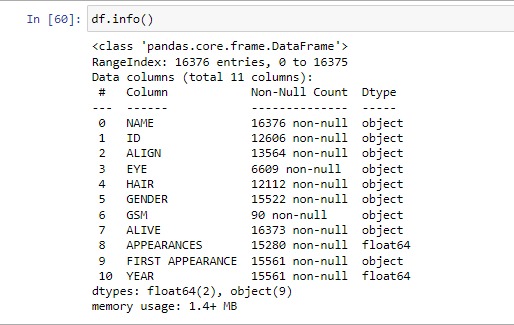 In [60]: df.info()
<class 'pandas.core.frame.DataFrame'>
RangeIndex: 16376 entries, 0 to 16375
Data columns (total 11 columns):
 #   Column            Non-Null Count  Dtype
---  ------            --------------  -----
 0   NAME              16376 non-null  object
 1   ID                12606 non-null  object
 2   ALIGN             13564 non-null  object
 3   EYE               6609 non-null   object
 4   HAIR              12112 non-null  object
 5   GENDER            15522 non-null  object
 6   GSM               90 non-null     object
 7   ALIVE             16373 non-null  object
 8   APPEARANCES       15280 non-null  float64
 9   FIRST APPEARANCE  15561 non-null  object
 10  YEAR              15561 non-null  float64
dtypes: float64(2), object(9)
memory usage: 1.4+ MB